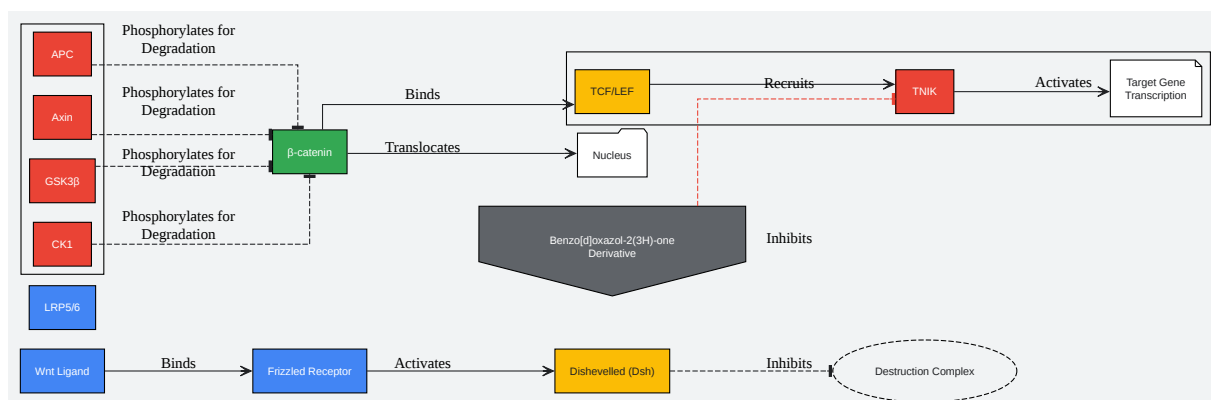 APC
Phosphorylates for
Degradation
Axin
Phosphorylates for
Degradation
GSK3β
Phosphorylates for
Degradation
CK1
Phosphorylates for
Degradation
β-catenin
Binds
Translocates
TCF/LEF
Recruits
TNIK
Activates
Target Gene
Transcription
Nucleus
Benzo[d]oxazol-2(3H)-one
Derivative
Inhibits
LRP5/6
Wnt Ligand
Binds
Frizzled Receptor
Activates
Dishevelled (Dsh)
Inhibits
Destruction Complex